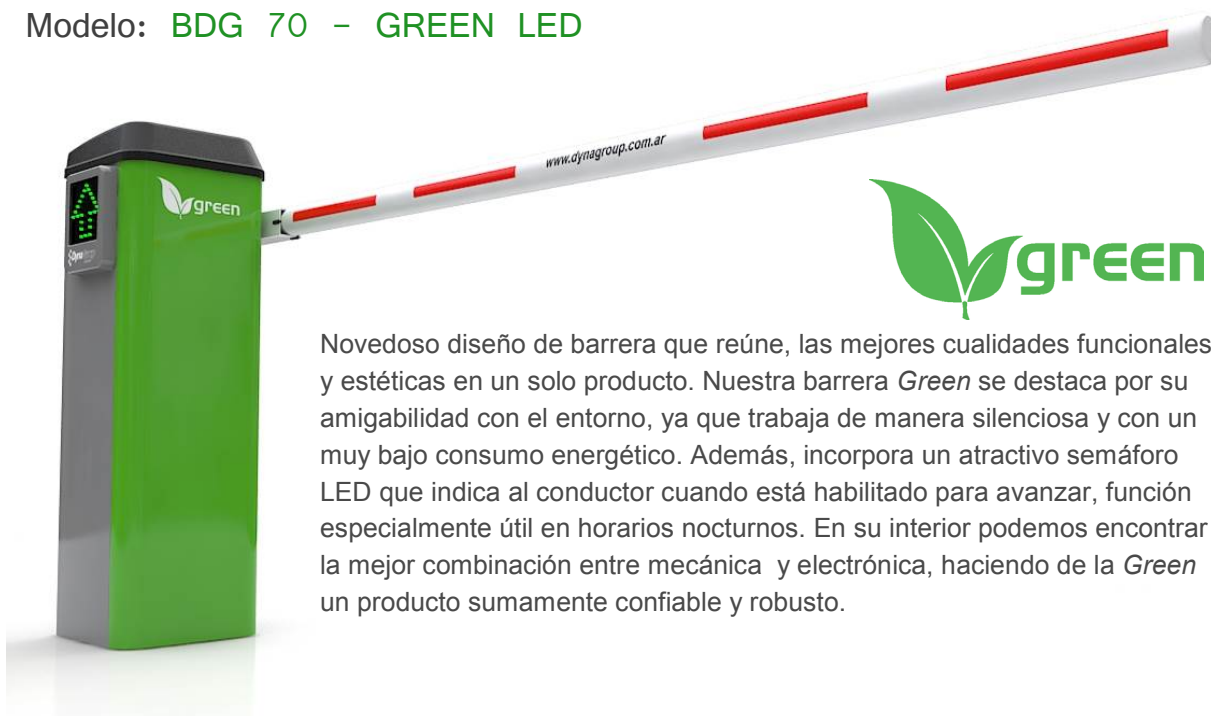 Modelo: BDG 70 - GREEN LED
www.dynagroup.com.ar
green
green
Novedoso diseño de barrera que reúne, las mejores cualidades funcionales
y estéticas en un solo producto. Nuestra barrera Green se destaca por su
amigabilidad con el entorno, ya que trabaja de manera silenciosa y con un
muy bajo consumo energético. Además, incorpora un atractivo semáforo
LED que indica al conductor cuando está habilitado para avanzar, función
especialmente útil en horarios nocturnos. En su interior podemos encontrar
la mejor combinación entre mecánica  y electrónica, haciendo de la Green
un producto sumamente confiable y robusto.